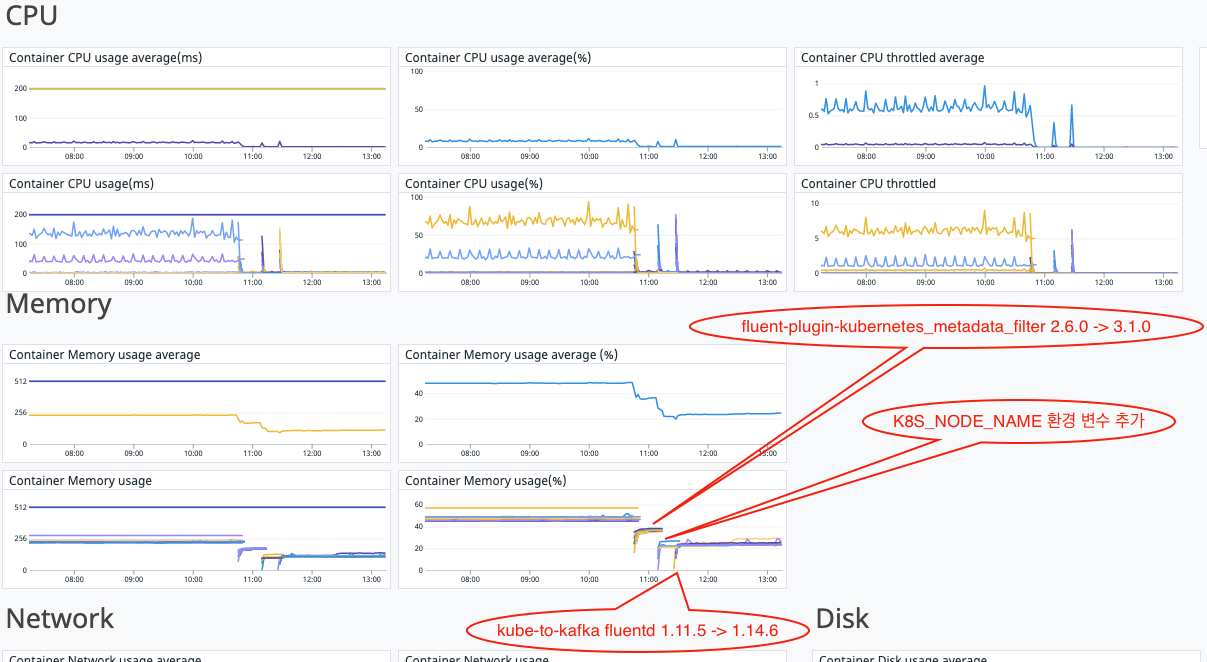 CPU
Container CPU usage average(ms)
200
100
0
08:00 09:00 10:00 11:00 12:00 13:00
Container CPU usage average(%)
100
50
0
08:00 09:00 10:00 11:00 12:00 13:00
Container CPU throttled average
1
0.5
0
08:00 09:00 10:00 11:00 12:00 13:00
Container CPU usage(ms)
200
100
0
08:00 09:00 10:00 11:00 12:00 13:00
Container CPU usage(%)
100
50
0
08:00 09:00 10:00 11:00 12:00 13:00
Container CPU throttled
10
5
0
08:00 09:00 10:00 11:00 12:00 13:00
Memory
fluent-plugin-kubernetes_metadata_filter 2.6.0 -> 3.1.0
Container Memory usage average
512
256
0
08:00 09:00 10:00 11:00 12:00 13:00
Container Memory usage average (%)
40
20
0
08:00 09:00 10:00 11:00 12:00 13:00
K8S_NODE_NAME 환경 변수 추가
Container Memory usage
512
256
0
08:00 09:00 10:00 11:00 12:00 13:00
Container Memory usage(%)
60
40
20
0
08:00 09:00 10:00 11:00 12:00 13:00
kube-to-kafka fluentd 1.11.5 -> 1.14.6
Network
Disk
Container Network usage average
Container Network usage
Container Disk usage average